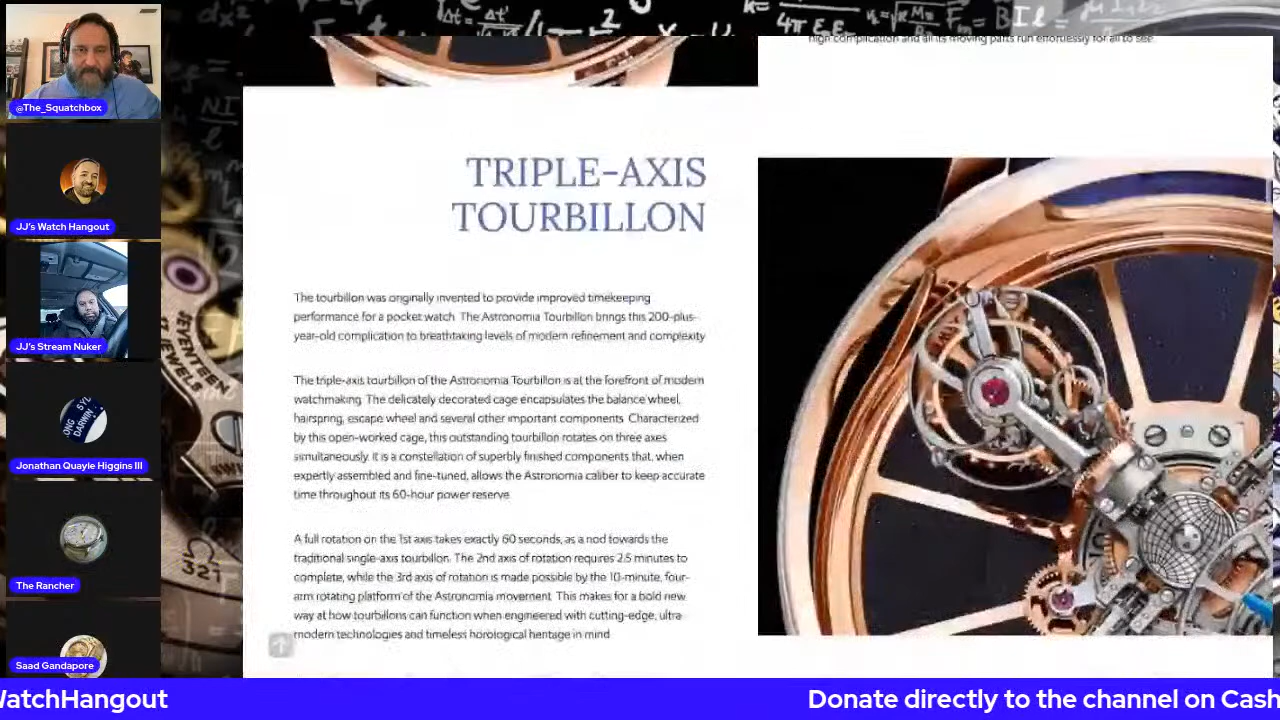 high complication and all its moving parts run effortlessly for all to see.
@The_Squatchbox
JJ's Watch Hangout
JJ's Stream Nuker
Jonathan Quayle Higgins III
The Rancher
Saad Gandapore
SEVENTEEN
JEWELS
321
TRIPLE-AXIS
TOURBILLON
The tourbillon was originally invented to provide improved timekeeping
performance for a pocket watch. The Astronomia Tourbillon brings this 200-plus-
year-old complication to breathtaking levels of modern refinement and complexity
The triple-axis tourbillon of the Astronomia Tourbillon is at the forefront of modern
watchmaking. The delicately decorated cage encapsulates the balance wheel,
hairspring, escape wheel and several other important components. Characterized
by this open-worked cage, this outstanding tourbillon rotates on three axes
simultaneously. It is a constellation of superbly finished components that, when
expertly assembled and fine-tuned, allows the Astronomia caliber to keep accurate
time throughout its 60-hour power reserve.
A full rotation on the 1st axis takes exactly 60 seconds, as a nod towards the
traditional single-axis tourbillon. The 2nd axis of rotation requires 2.5 minutes to
complete, while the 3rd axis of rotation is made possible by the 10-minute, four-
arm rotating platform of the Astronomia movement. This makes for a bold new
way at how tourbillons can function when engineered with cutting-edge, ultra
modern technologies and timeless horological heritage in mind
WatchHangout
Donate directly to the channel on Cash